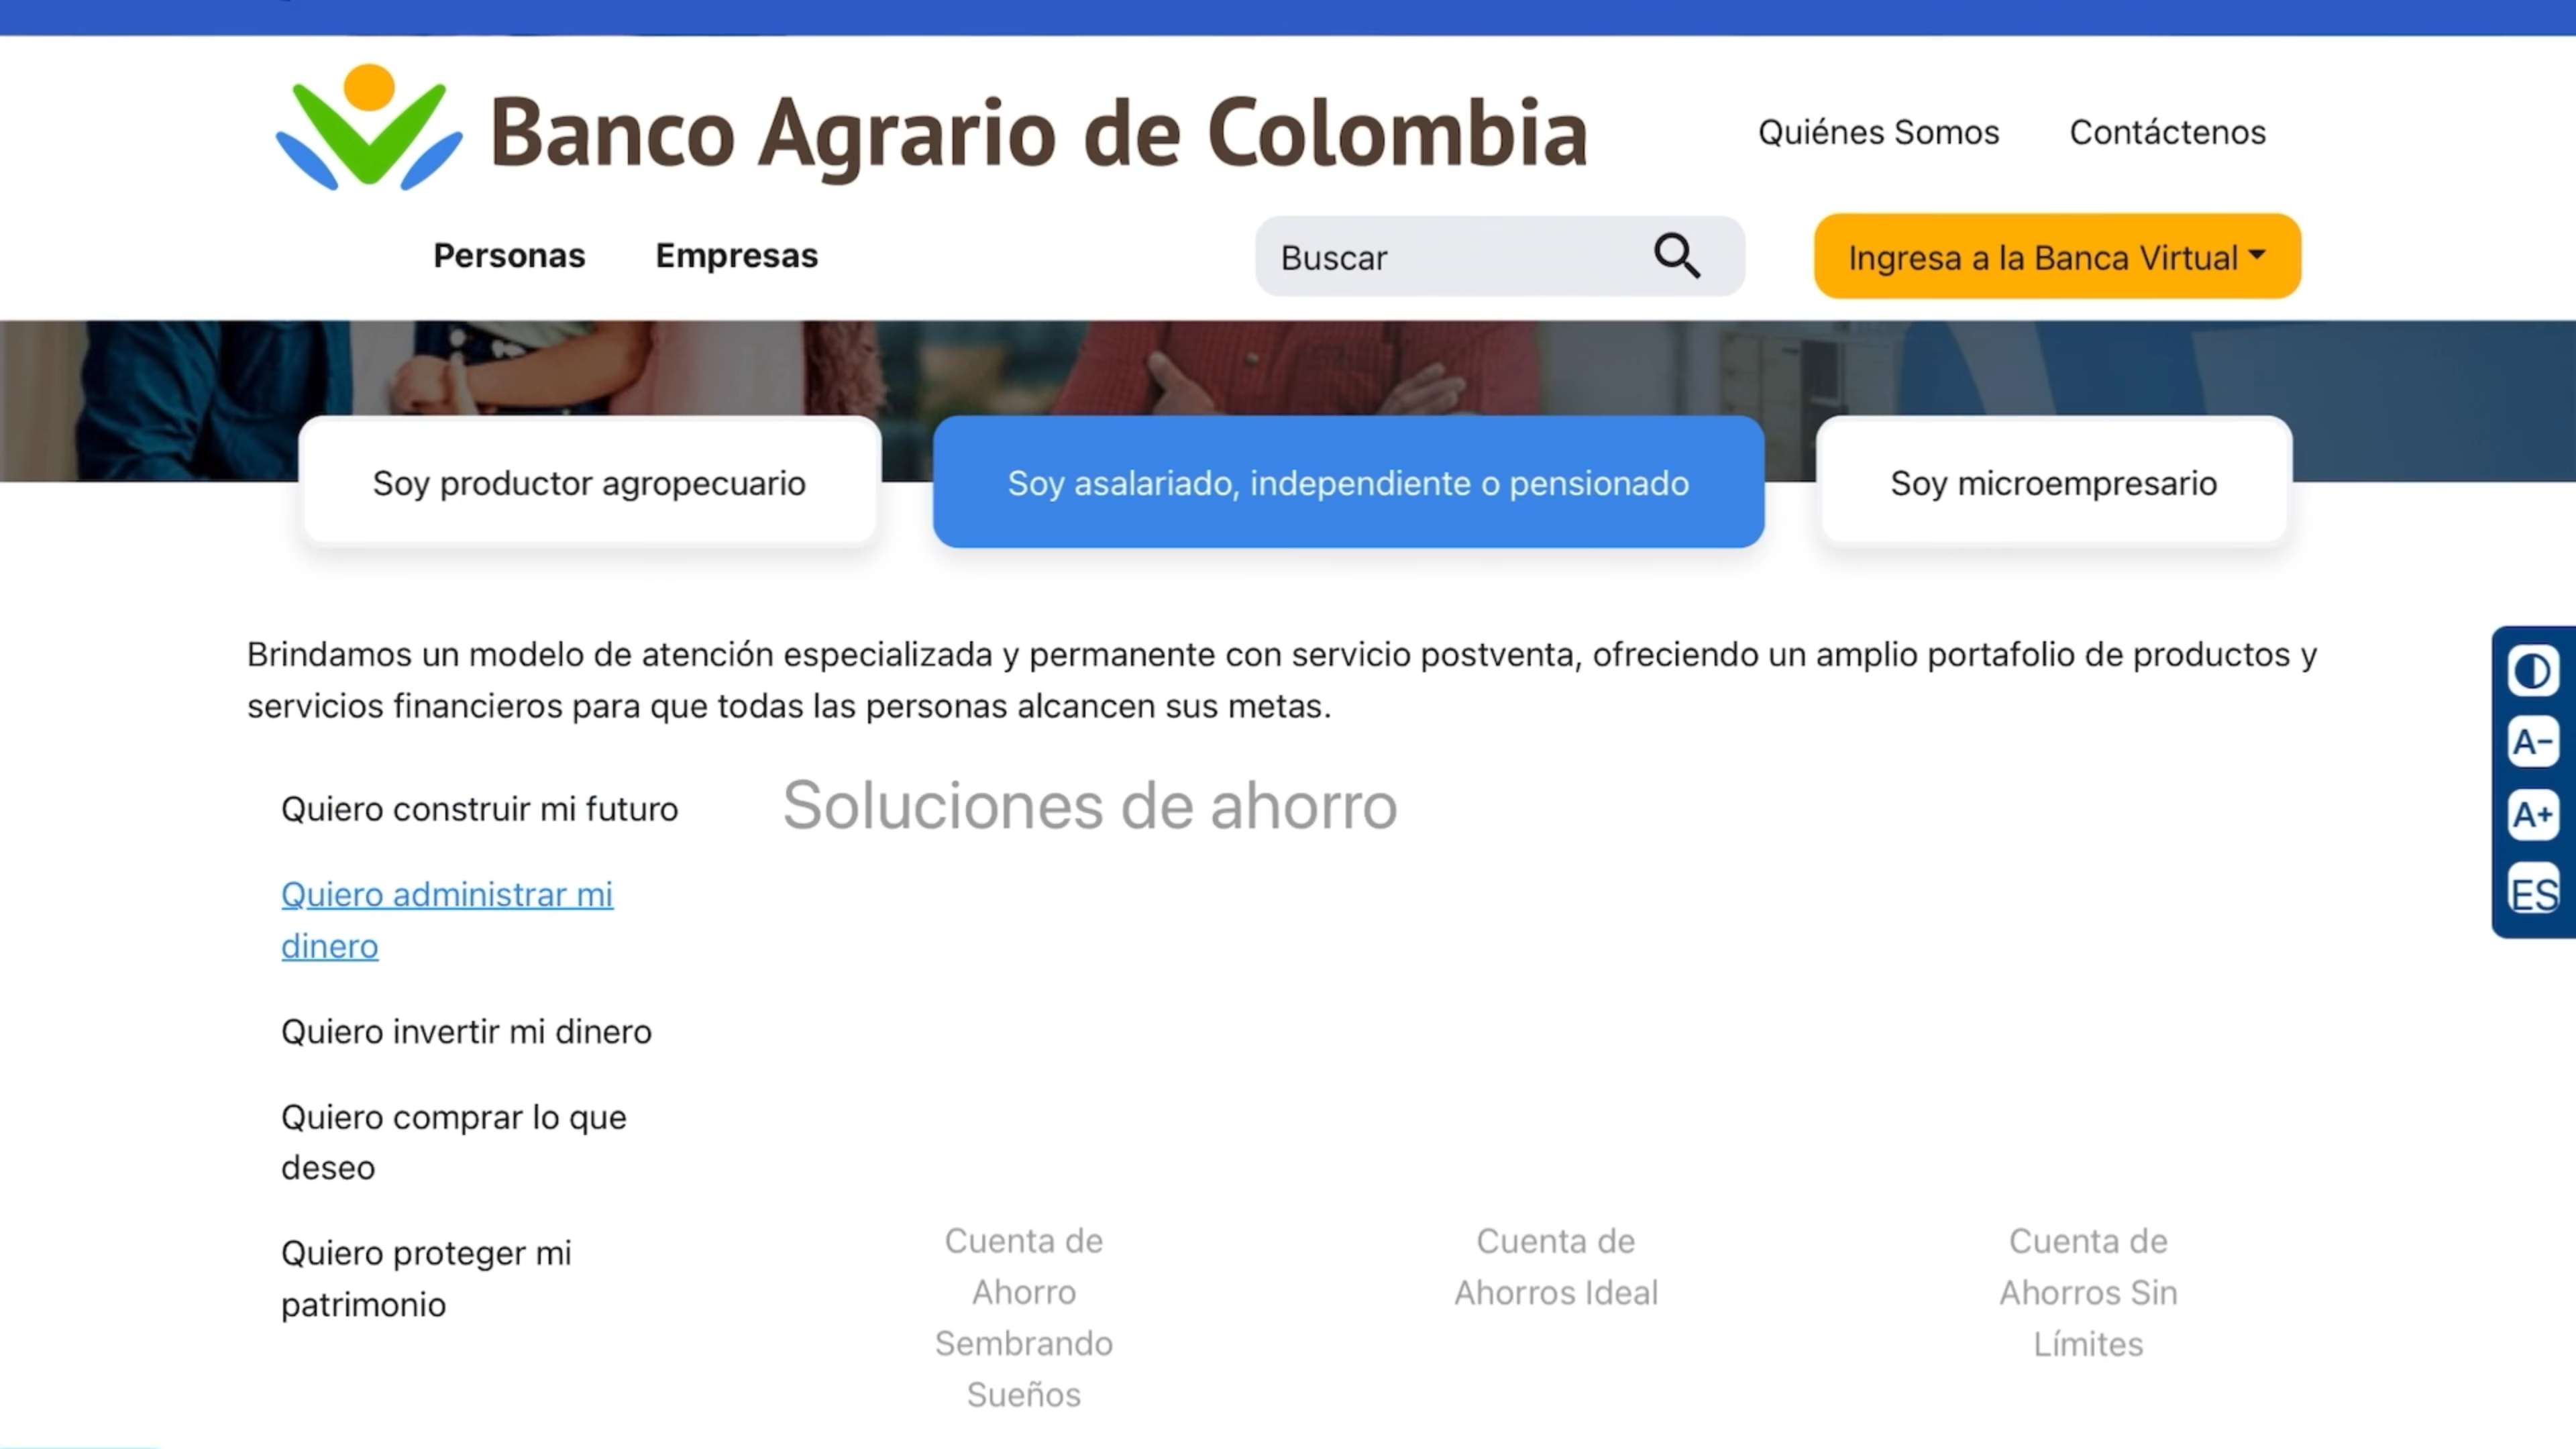 Banco Agrario de Colombia
Quiénes Somos
Contáctenos
Personas
Empresas
Buscar
Ingresa a la Banca Virtual
Soy productor agropecuario
Soy asalariado, independiente o pensionado
Soy microempresario
Brindamos un modelo de atención especializada y permanente con servicio postventa, ofreciendo un amplio portafolio de productos y
servicios financieros para que todas las personas alcancen sus metas.
Quiero construir mi futuro
Quiero administrar mi
dinero
Quiero invertir mi dinero
Quiero comprar lo que
deseo
Quiero proteger mi
patrimonio
Soluciones de ahorro
Cuenta de
Ahorro
Sembrando
Sueños
Cuenta de
Ahorros Ideal
Cuenta de
Ahorros Sin
Límites
A-
A+
ES